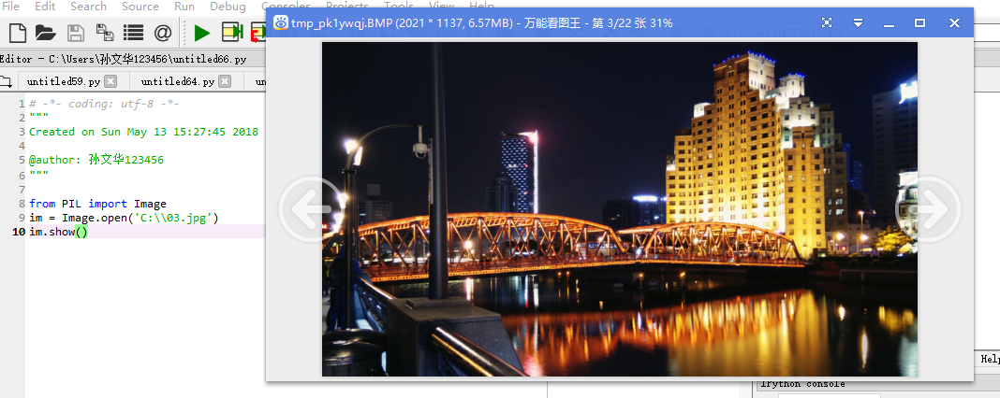 File
Search
Source
Run
Debug
Consoles
Projects
Tools
View
Help
tmp_pk1ywqj.BMP (2021 * 1137, 6.57MB) - 万能看图王 - 第 3/22 张 31%
Editor - C:\Users\孙文华123456\untitled66.py
untitled59.py
untitled64.py
1 # -*- coding: utf-8 -*-
2 """
3 Created on Sun May 13 15:27:45 2018
4
5 @author: 孙文华123456
6 """
7
8 from PIL import Image
9 im = Image.open('C:\\03.jpg')
10 im.show()
Help
IPython console